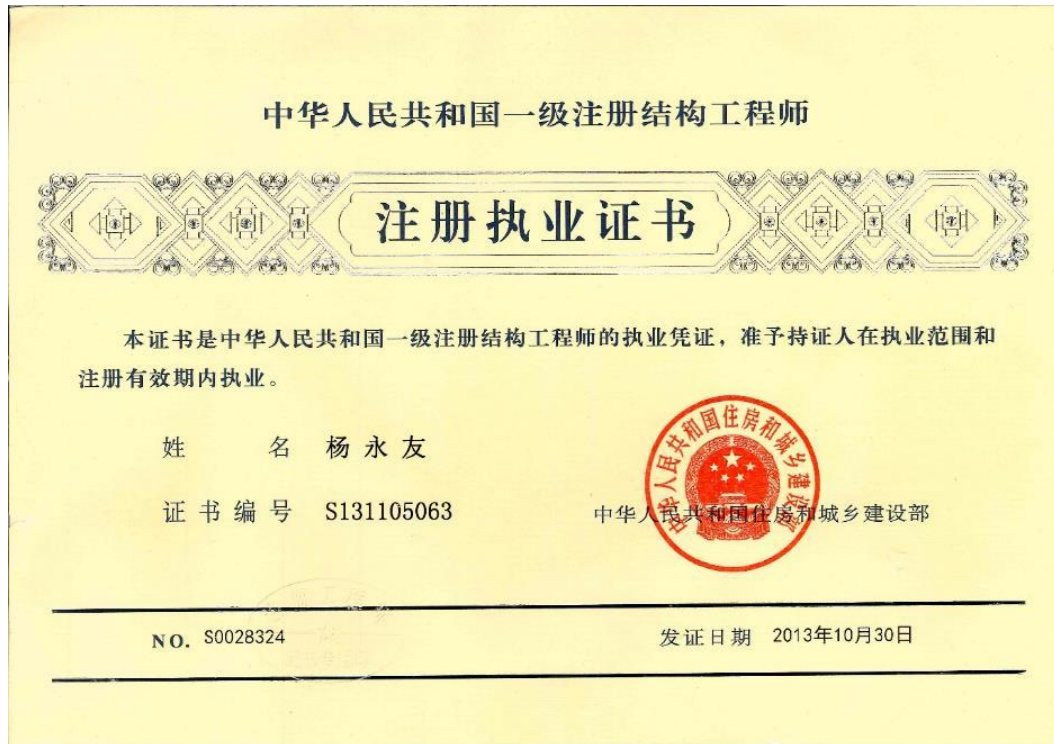 中华人民共和国一级注册结构工程师
注册执业证书
本证书是中华人民共和国一级注册结构工程师的执业凭证，准予持证人在执业范围和
注册有效期内执业。
姓 名 杨永友
证书编号 S131105063
中华人民共和国住房和城乡建设部
中华人民共和国住房和城乡建设部
NO. S0028324
发证日期 2013年10月30日